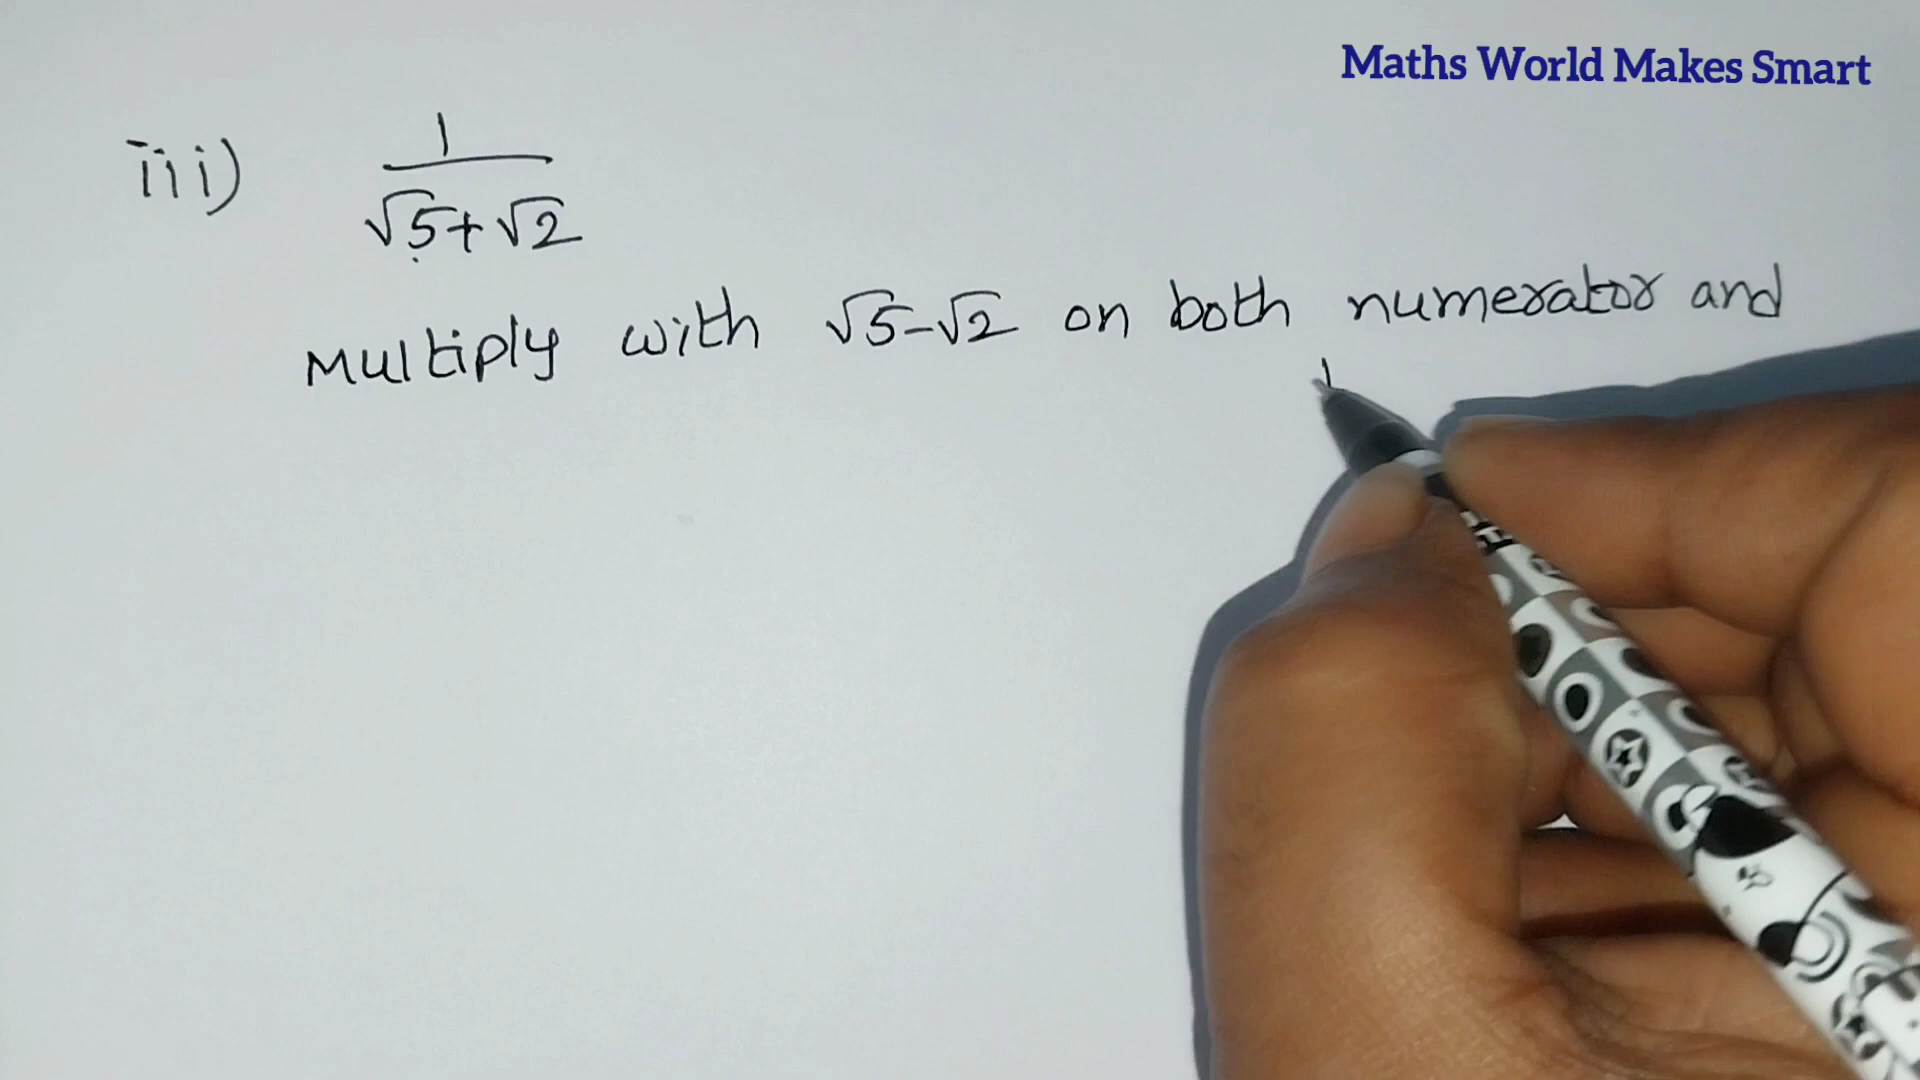 Maths World Makes Smart
iii) 1/(√5+√2)
Multiply with √5-√2 on both numerator and